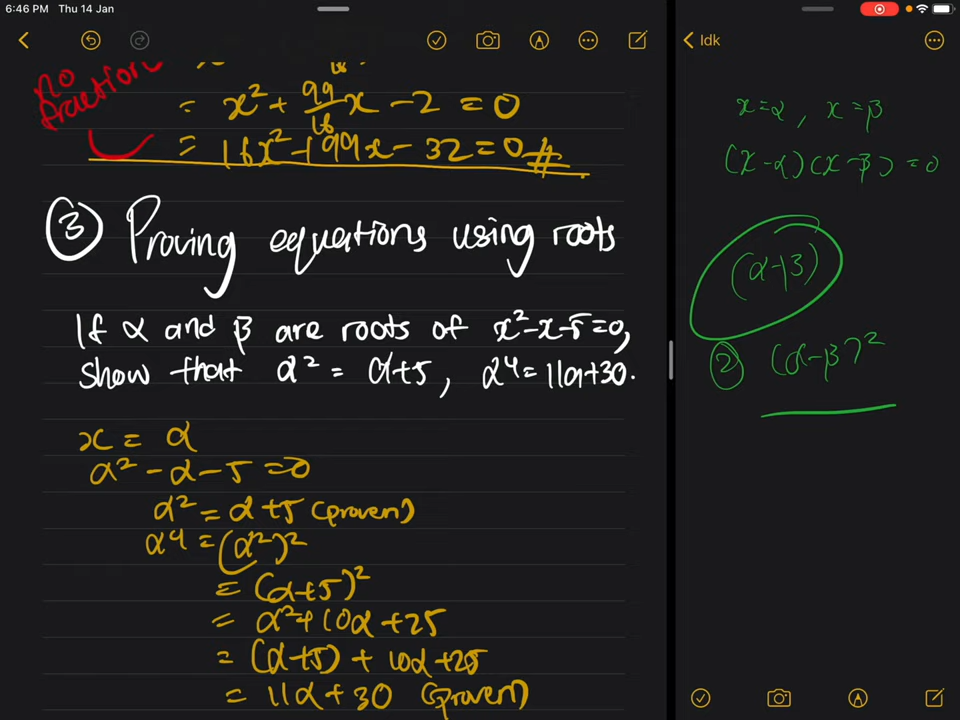 6:46 PM Thu 14 Jan
Idk
no
fraction
= x² + 99/16 x - 2 = 0
= 16x² + 99x - 32 = 0 #
③ Proving equations using roots
If α and β are roots of x²-x-5=0,
show that α² = α+5, α⁴ = 11α+30.
x = α
α² - α - 5 = 0
α² = α + 5 (proven)
α⁴ = (α²)²
= (α+5)²
= α² + 10α + 25
= (α+5) + 10α + 25
= 11α + 30 (proven)
x=α, x=β
(x-α)(x-β) = 0
(α-β)
② (α-β)²